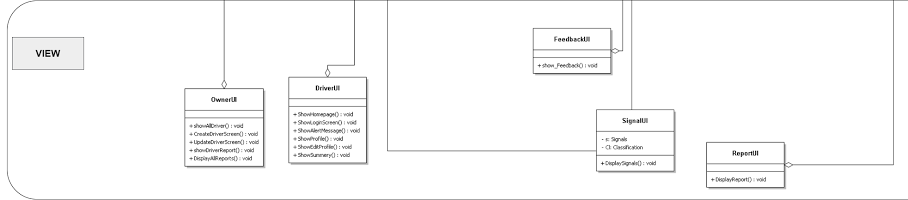 VIEW
OwnerUI
+ showAllDriver() : void
+ CreateDriverScreen() : void
+ UpdateDriverScreen() : void
+ showDriverReport() : void
+ DisplayAllReports() : void
DriverUI
+ ShowHomepage() : void
+ ShowLoginScreen() : void
+ ShowAlertMessage() : void
+ ShowProfile() : void
+ ShowEditProfile() : void
+ ShowSummery() : void
FeedbackUI
+ show_Feedback() : void
SignalUI
- s: Signals
- Cl: Classification
+ DisplaySignals() : void
ReportUI
+ DisplayReport() : void